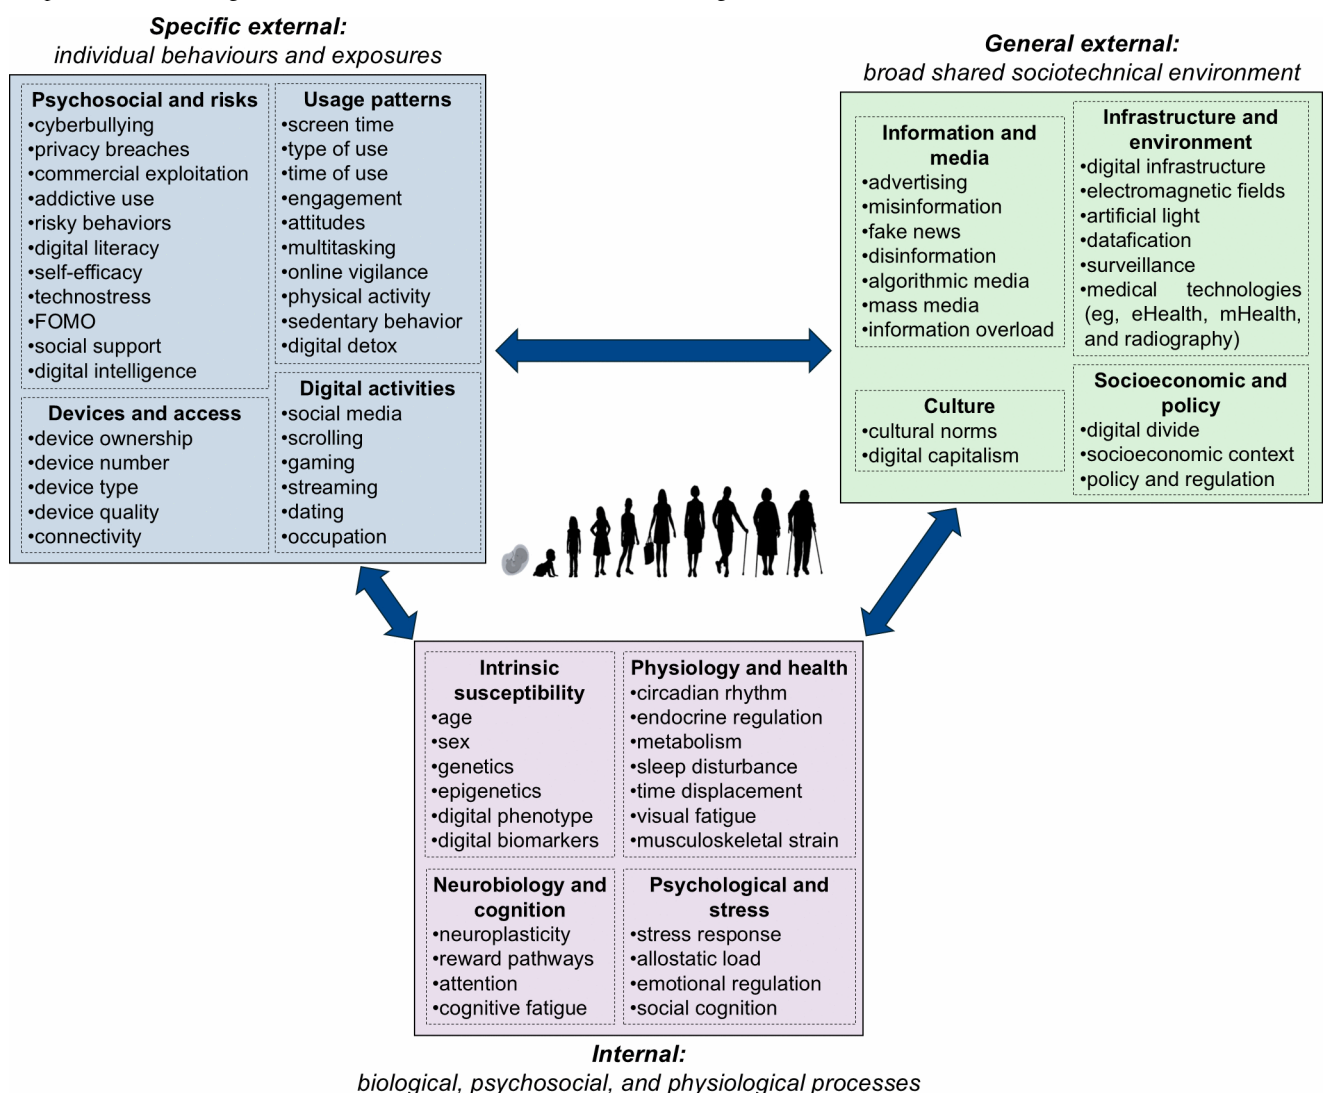 Specific external:
individual behaviours and exposures
Psychosocial and risks
•cyberbullying
•privacy breaches
•commercial exploitation
•addictive use
•risky behaviors
•digital literacy
•self-efficacy
•technostress
•FOMO
•social support
•digital intelligence
Usage patterns
•screen time
•type of use
•time of use
•engagement
•attitudes
•multitasking
•online vigilance
•physical activity
•sedentary behavior
•digital detox
Devices and access
•device ownership
•device number
•device type
•device quality
•connectivity
Digital activities
•social media
•scrolling
•gaming
•streaming
•dating
•occupation
General external:
broad shared sociotechnical environment
Information and
media
•advertising
•misinformation
•fake news
•disinformation
•algorithmic media
•mass media
•information overload
Infrastructure and
environment
•digital infrastructure
•electromagnetic fields
•artificial light
•datafication
•surveillance
•medical technologies
(eg, eHealth, mHealth,
and radiography)
Culture
•cultural norms
•digital capitalism
Socioeconomic and
policy
•digital divide
•socioeconomic context
•policy and regulation
Intrinsic
susceptibility
•age
•sex
•genetics
•epigenetics
•digital phenotype
•digital biomarkers
Physiology and health
•circadian rhythm
•endocrine regulation
•metabolism
•sleep disturbance
•time displacement
•visual fatigue
•musculoskeletal strain
Neurobiology and
cognition
•neuroplasticity
•reward pathways
•attention
•cognitive fatigue
Psychological and
stress
•stress response
•allostatic load
•emotional regulation
•social cognition
Internal:
biological, psychosocial, and physiological processes